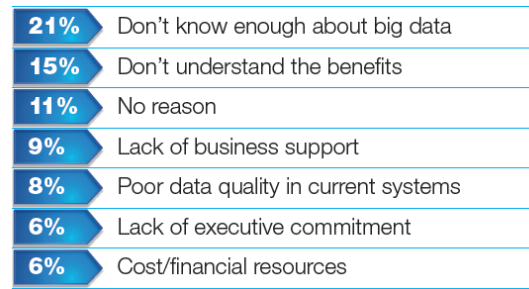 21% Don’t know enough about big data
15% Don’t understand the benefits
11% No reason
9% Lack of business support
8% Poor data quality in current systems
6% Lack of executive commitment
6% Cost/financial resources